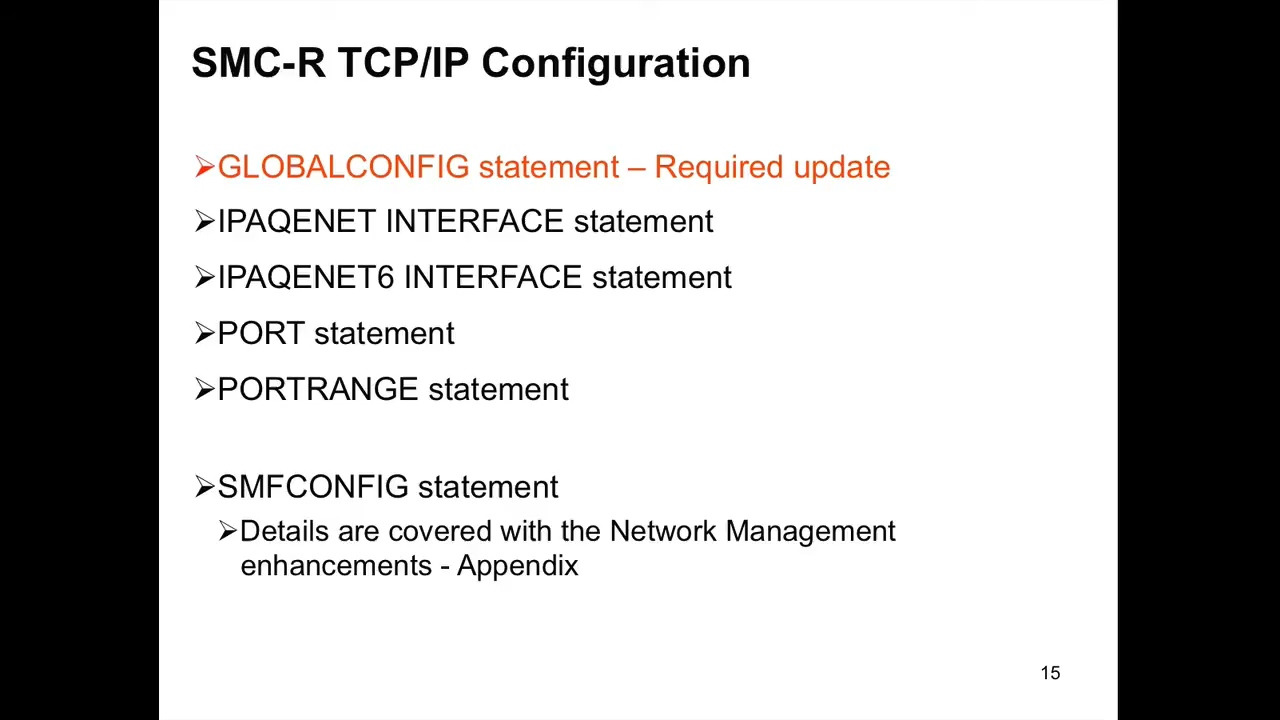 SMC-R TCP/IP Configuration
➢GLOBALCONFIG statement – Required update
➢IPAQENET INTERFACE statement
➢IPAQENET6 INTERFACE statement
➢PORT statement
➢PORTRANGE statement
➢SMFCONFIG statement
➢Details are covered with the Network Management
enhancements - Appendix
15